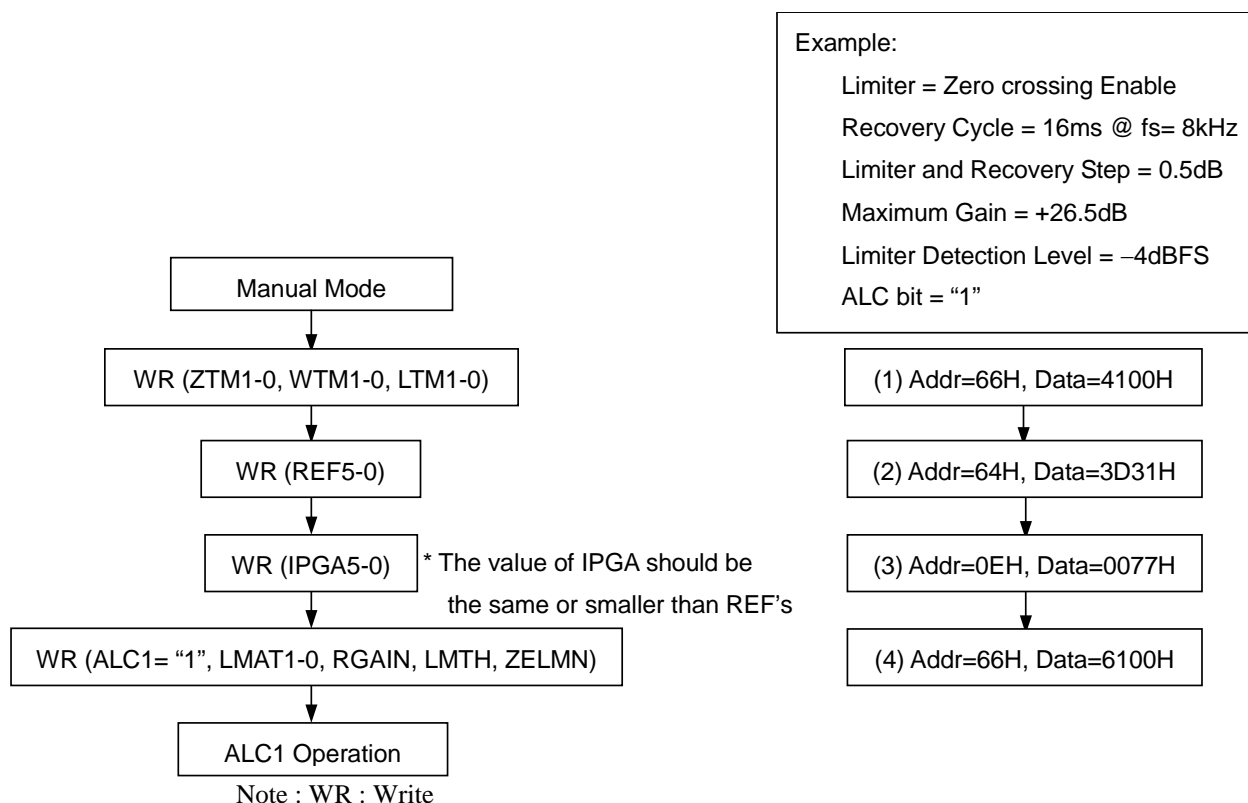 Example:
Limiter = Zero crossing Enable
Recovery Cycle = 16ms @ fs= 8kHz
Limiter and Recovery Step = 0.5dB
Maximum Gain = +26.5dB
Limiter Detection Level = −4dBFS
ALC bit = “1”
Manual Mode
WR (ZTM1-0, WTM1-0, LTM1-0)
WR (REF5-0)
WR (IPGA5-0)
* The value of IPGA should be
the same or smaller than REF’s
WR (ALC1= “1”, LMAT1-0, RGAIN, LMTH, ZELMN)
ALC1 Operation
Note : WR : Write
(1) Addr=66H, Data=4100H
(2) Addr=64H, Data=3D31H
(3) Addr=0EH, Data=0077H
(4) Addr=66H, Data=6100H